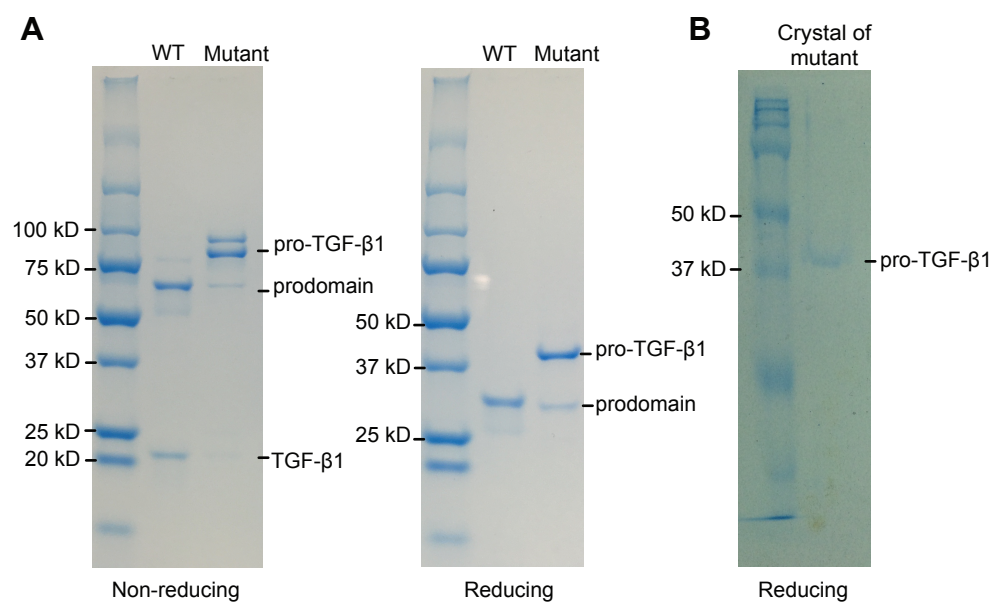 A
WT Mutant
100 kD
75 kD
50 kD
37 kD
25 kD
20 kD
pro-TGF-β1
prodomain
TGF-β1
Non-reducing
WT Mutant
50 kD
37 kD
25 kD
pro-TGF-β1
prodomain
Reducing
B
Crystal of
mutant
50 kD
37 kD
pro-TGF-β1
Reducing